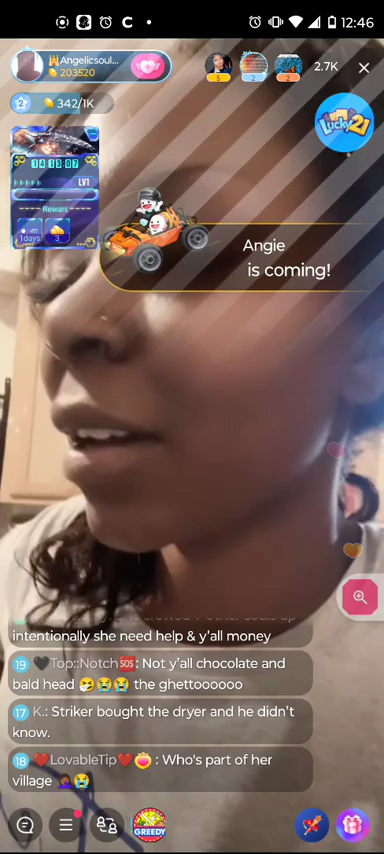 12:46
Angelicsoul...
203520
5
2
2
2.7K
2
342/1K
Lucky21
14:13:07
LV1
Reward
1days
3
Angie
is coming!
intentionally she need help & y'all money
19 🖤Top::Notch🆘: Not y'all chocolate and
bald head 🤧😭😭 the ghettoooooo
17 K.: Striker bought the dryer and he didn't
know.
18 ❤️LovableTip❤️ : Who's part of her
village 🤦🏾‍♀️😭
GREEDY